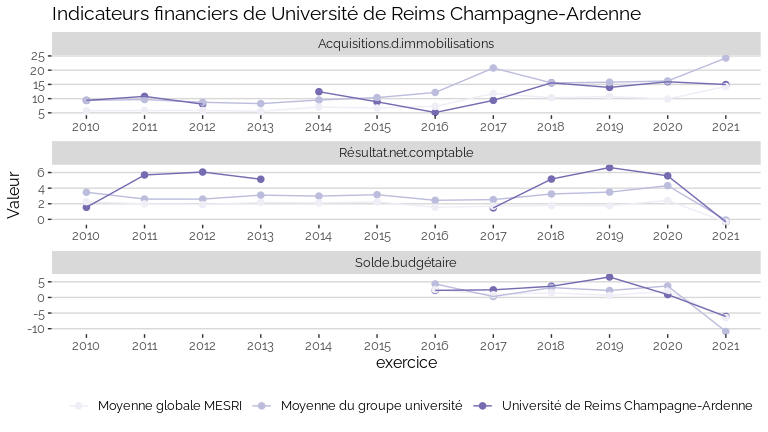 Indicateurs financiers de Université de Reims Champagne-Ardenne
Acquisitions.d.immobilisations
25
20
15
10
5
2010 2011 2012 2013 2014 2015 2016 2017 2018 2019 2020 2021
Résultat.net.comptable
6
4
2
0
2010 2011 2012 2013 2014 2015 2016 2017 2018 2019 2020 2021
Valeur
Solde.budgétaire
5
0
-5
-10
2010 2011 2012 2013 2014 2015 2016 2017 2018 2019 2020 2021
exercice
Moyenne globale MESRI Moyenne du groupe université Université de Reims Champagne-Ardenne